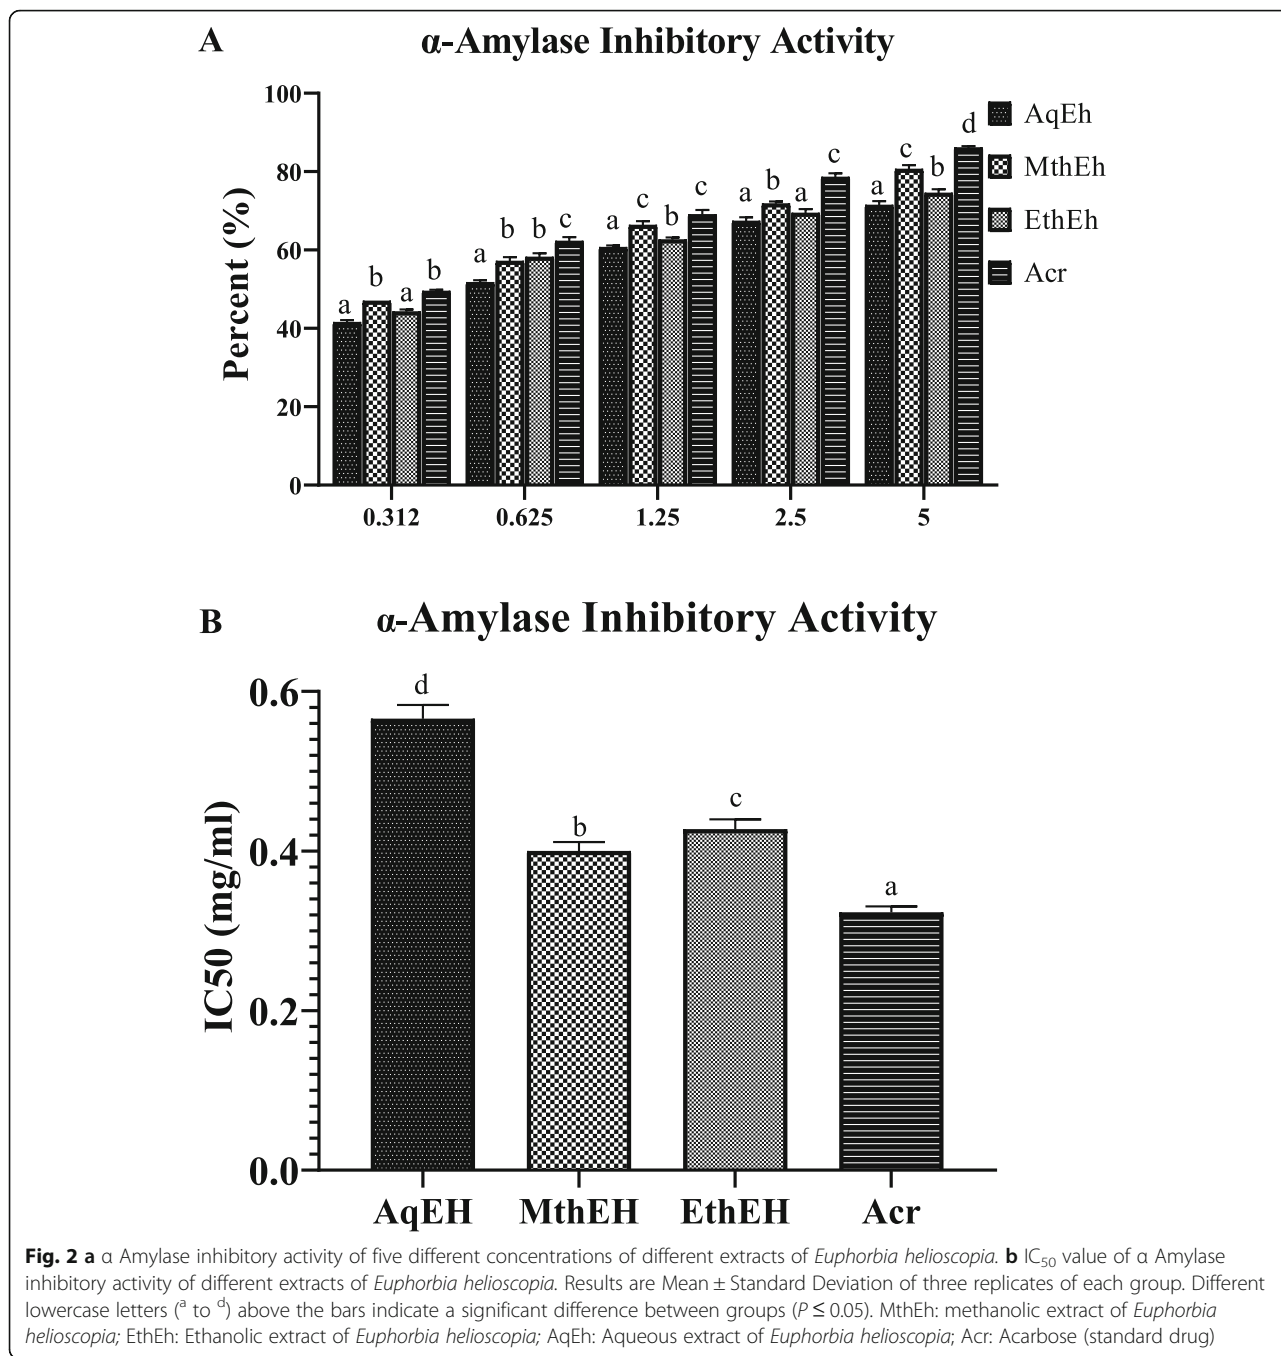 A
α-Amylase Inhibitory Activity
Percent (%)
100
80
60
40
20
0
a b a b
a b b c
a c b c
a b a c
a c b d
0.312 0.625 1.25 2.5 5
AqEh
MthEh
EthEh
Acr
B
α-Amylase Inhibitory Activity
IC50 (mg/ml)
0.6
0.4
0.2
0.0
d b c a
AqEH MthEH EthEH Acr
Fig. 2 a α Amylase inhibitory activity of five different concentrations of different extracts of Euphorbia helioscopia. b IC50 value of α Amylase
inhibitory activity of different extracts of Euphorbia helioscopia. Results are Mean ± Standard Deviation of three replicates of each group. Different
lowercase letters (a to d) above the bars indicate a significant difference between groups (P ≤ 0.05). MthEh: methanolic extract of Euphorbia
helioscopia; EthEh: Ethanolic extract of Euphorbia helioscopia; AqEh: Aqueous extract of Euphorbia helioscopia; Acr: Acarbose (standard drug)